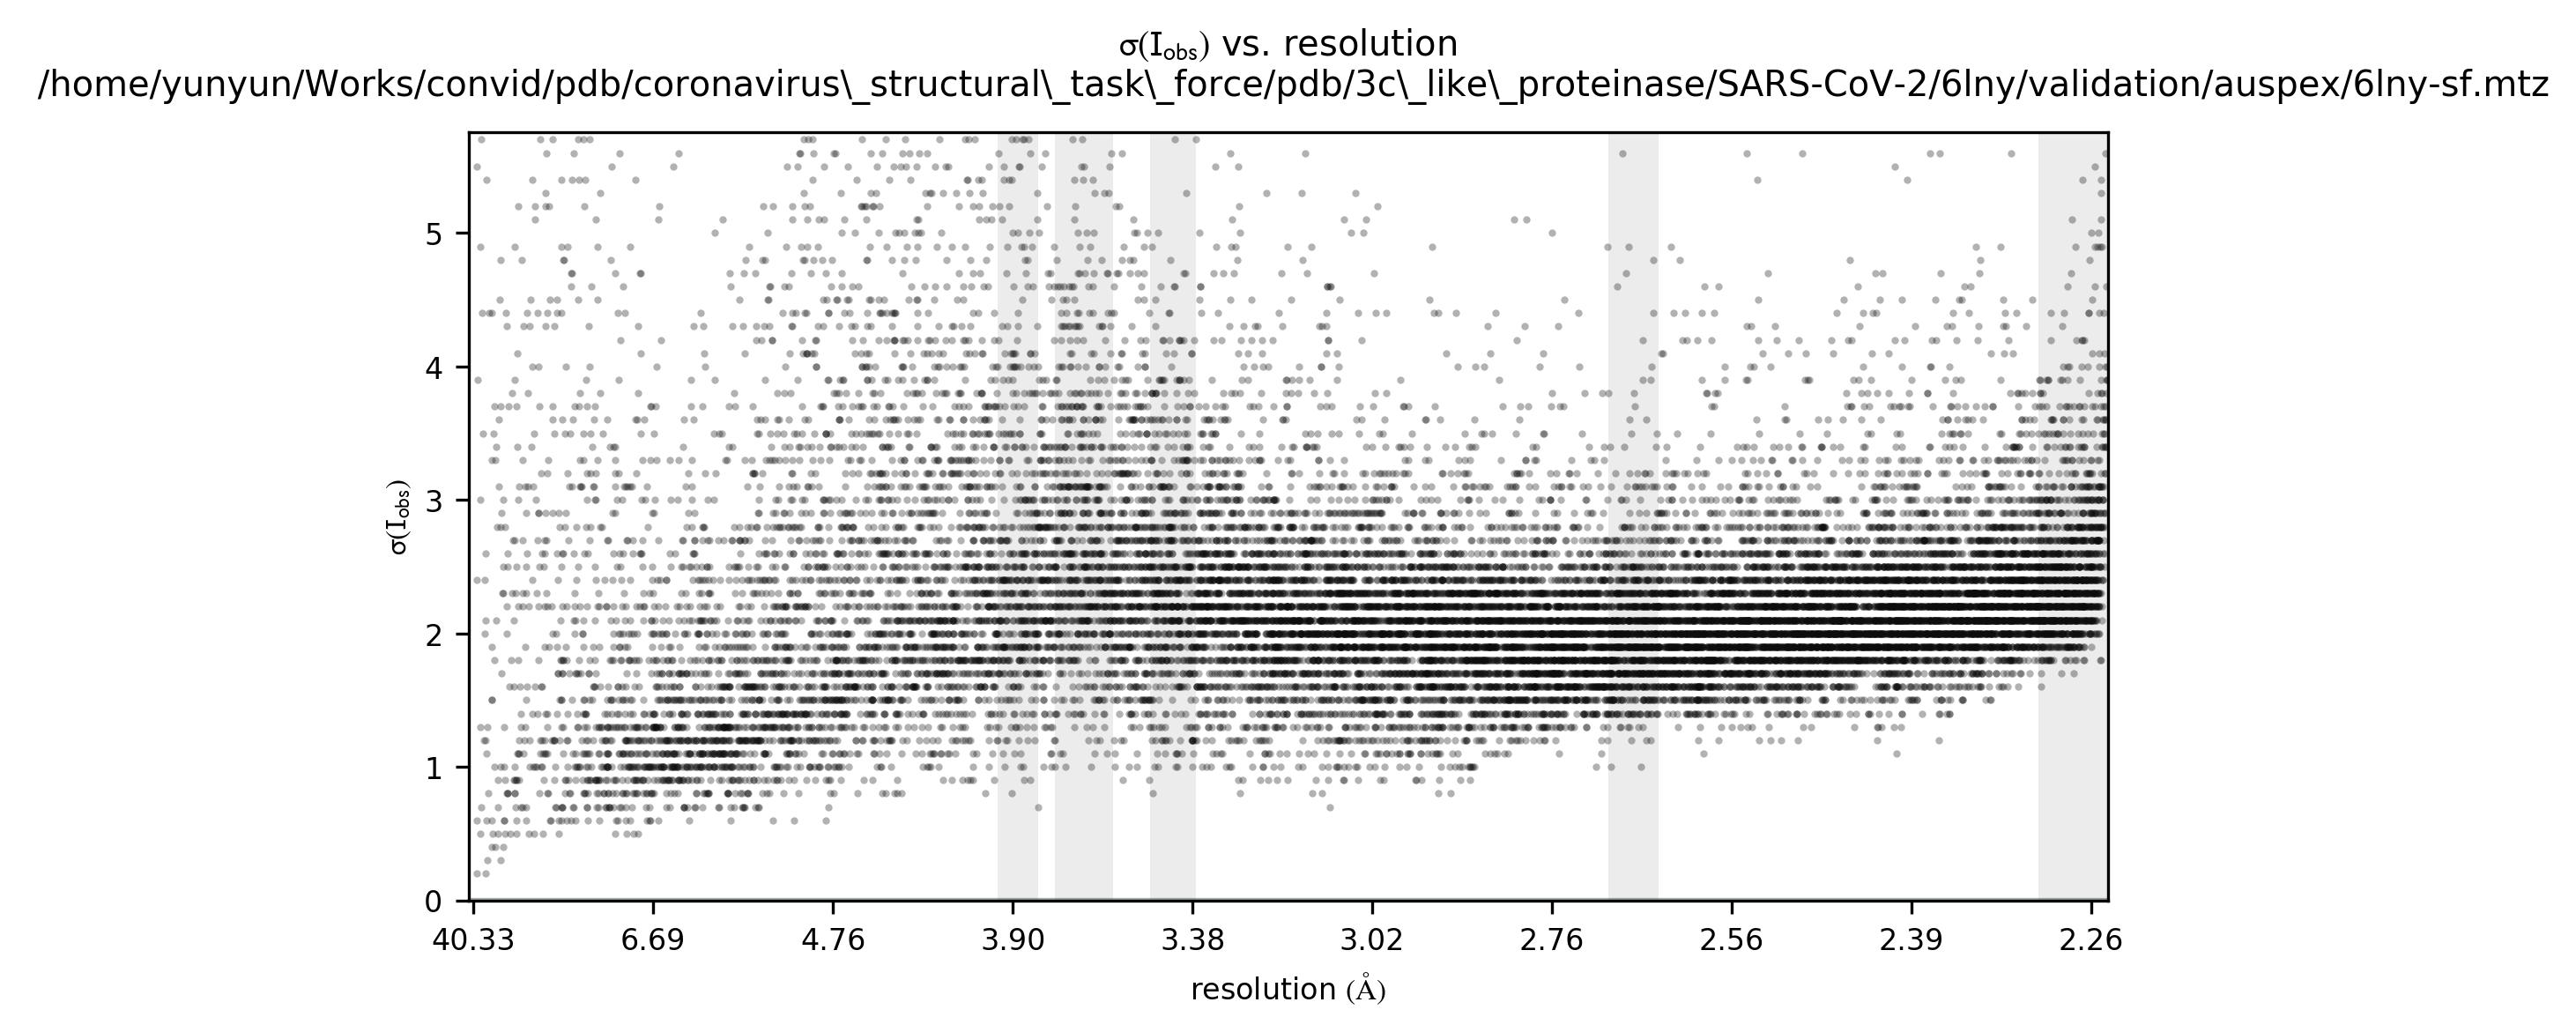 σ(Iobs) vs. resolution
/home/yunyun/Works/convid/pdb/coronavirus\_structural\_task\_force/pdb/3c\_like\_proteinase/SARS-CoV-2/6lny/validation/auspex/6lny-sf.mtz
5
4
3
2
1
0
σ(Iobs)
40.33 6.69 4.76 3.90 3.38 3.02 2.76 2.56 2.39 2.26
resolution (Å)